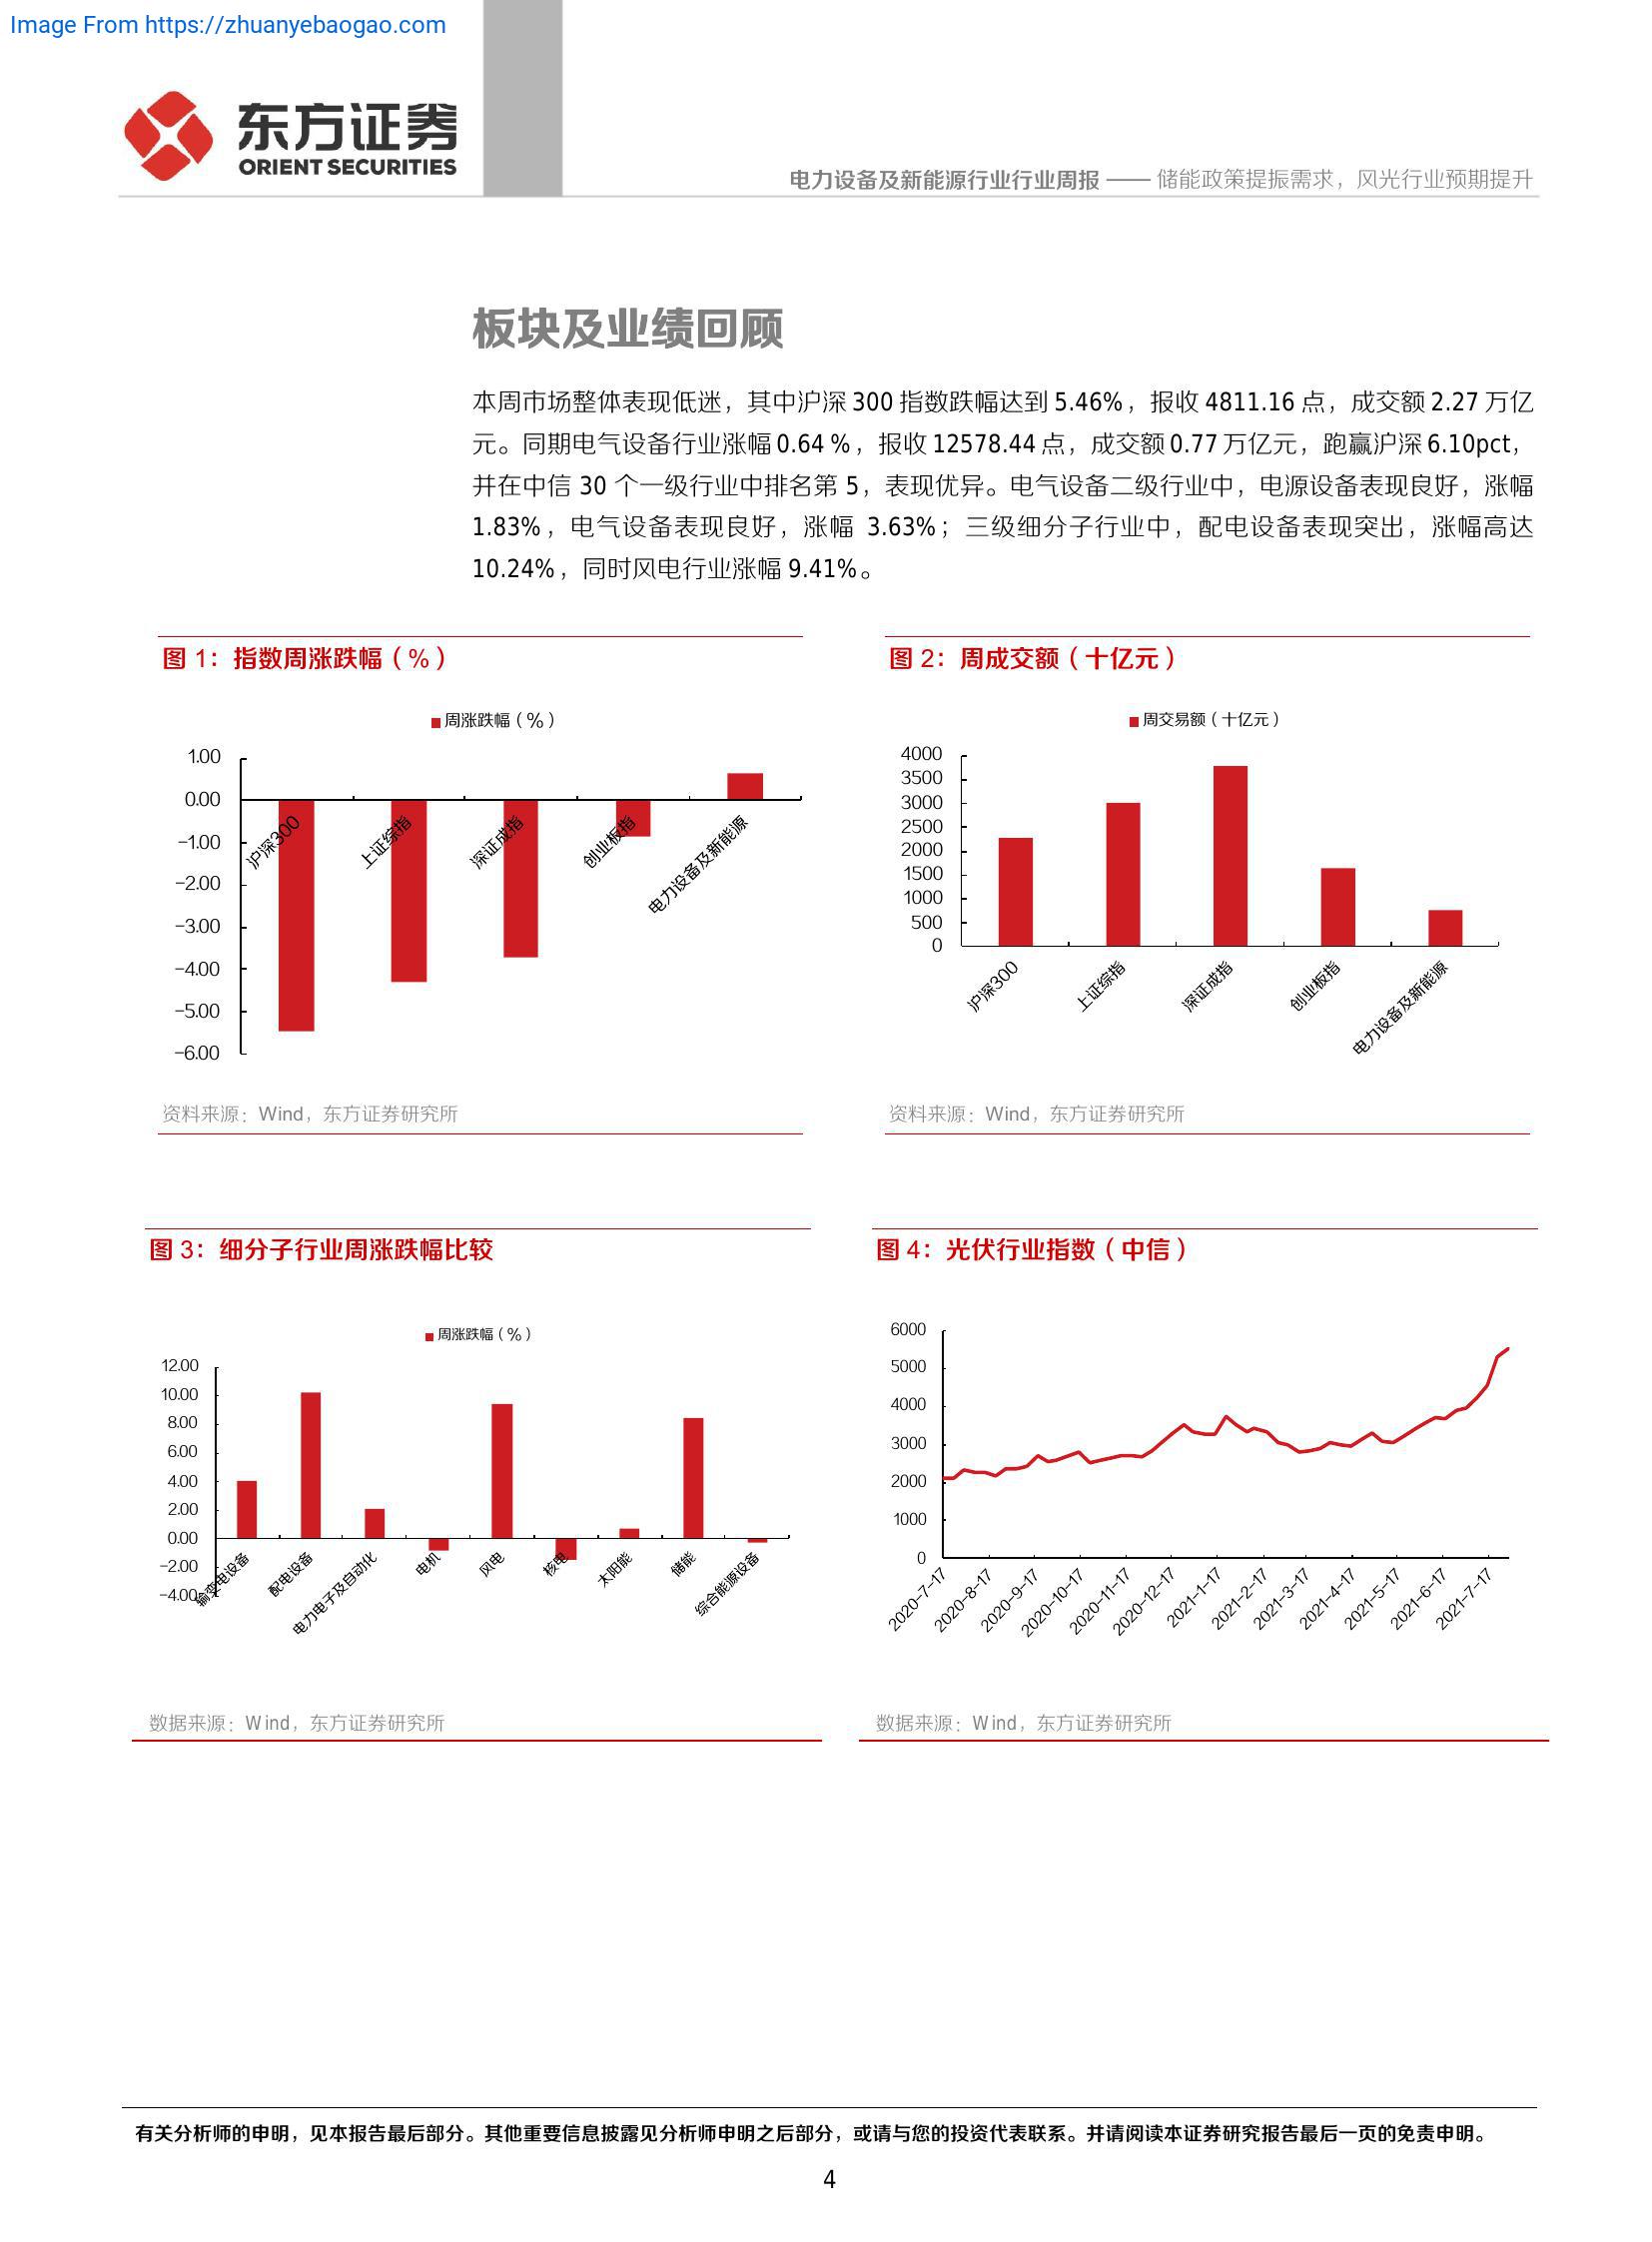 Image From https://zhuanyebaogao.com
东方证券
ORIENT SECURITIES
电力设备及新能源行业行业周报 —— 储能政策提振需求，风光行业预期提升
板块及业绩回顾
本周市场整体表现低迷，其中沪深 300 指数跌幅达到 5.46%，报收 4811.16 点，成交额 2.27 万亿
元。同期电气设备行业涨幅 0.64 %，报收 12578.44 点，成交额 0.77 万亿元，跑赢沪深 6.10pct，
并在中信 30 个一级行业中排名第 5，表现优异。电气设备二级行业中，电源设备表现良好，涨幅
1.83%，电气设备表现良好，涨幅 3.63%；三级细分子行业中，配电设备表现突出，涨幅高达
10.24%，同时风电行业涨幅 9.41%。
图 1：指数周涨跌幅（%）
周涨跌幅（%）
1.00
0.00
-1.00
-2.00
-3.00
-4.00
-5.00
-6.00
沪深300
上证综指
深证成指
创业板指
电力设备及新能源
资料来源：Wind，东方证券研究所
图 2：周成交额（十亿元）
周交易额（十亿元）
4000
3500
3000
2500
2000
1500
1000
500
0
沪深300
上证综指
深证成指
创业板指
电力设备及新能源
资料来源：Wind，东方证券研究所
图 3：细分子行业周涨跌幅比较
周涨跌幅（%）
12.00
10.00
8.00
6.00
4.00
2.00
0.00
-2.00
-4.00
输变电设备
配电设备
电力电子及自动化
电机
风电
核电
太阳能
储能
综合能源设备
数据来源：Wind，东方证券研究所
图 4：光伏行业指数（中信）
6000
5000
4000
3000
2000
1000
0
2020-7-17
2020-8-17
2020-9-17
2020-10-17
2020-11-17
2020-12-17
2021-1-17
2021-2-17
2021-3-17
2021-4-17
2021-5-17
2021-6-17
2021-7-17
数据来源：Wind，东方证券研究所
有关分析师的申明，见本报告最后部分。其他重要信息披露见分析师申明之后部分，或请与您的投资代表联系。并请阅读本证券研究报告最后一页的免责申明。
4